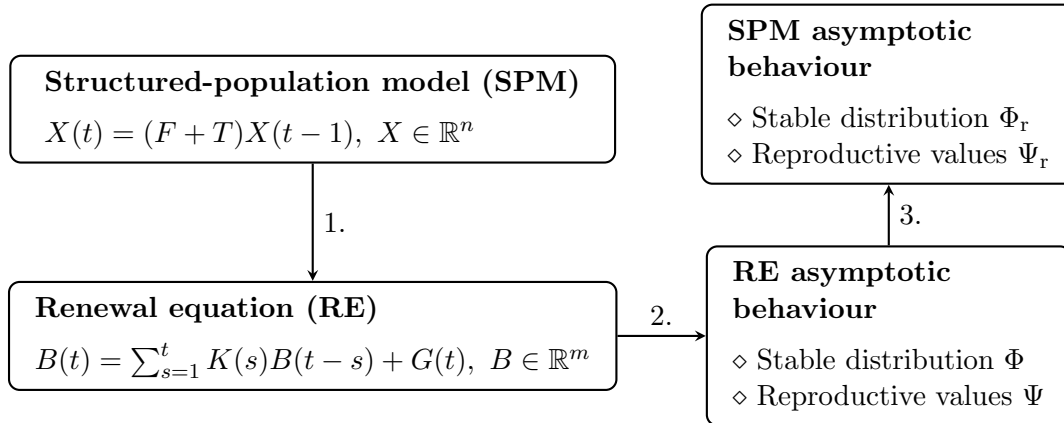 Structured-population model (SPM)
X(t) = (F + T)X(t − 1), X ∈ ℝⁿ
1.
Renewal equation (RE)
B(t) = ∑ₛ₌₁ᵗ K(s)B(t − s) + G(t), B ∈ ℝᵐ
2.
RE asymptotic
behaviour
⋄ Stable distribution Φ
⋄ Reproductive values Ψ
3.
SPM asymptotic
behaviour
⋄ Stable distribution Φᵣ
⋄ Reproductive values Ψᵣ